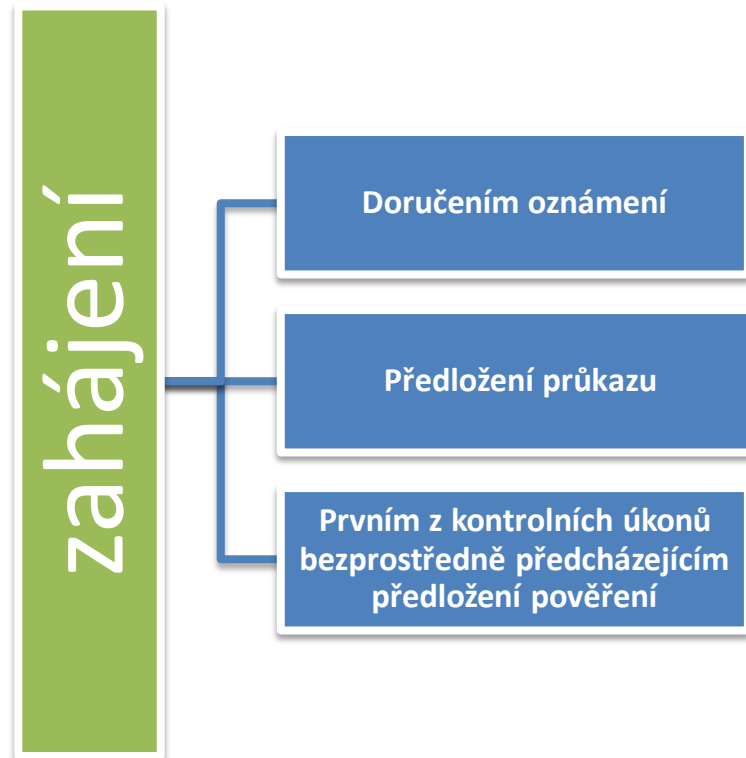 zahájení
Doručením oznámení
Předložení průkazu
Prvním z kontrolních úkonů
bezprostředně předcházejícím
předložení pověření